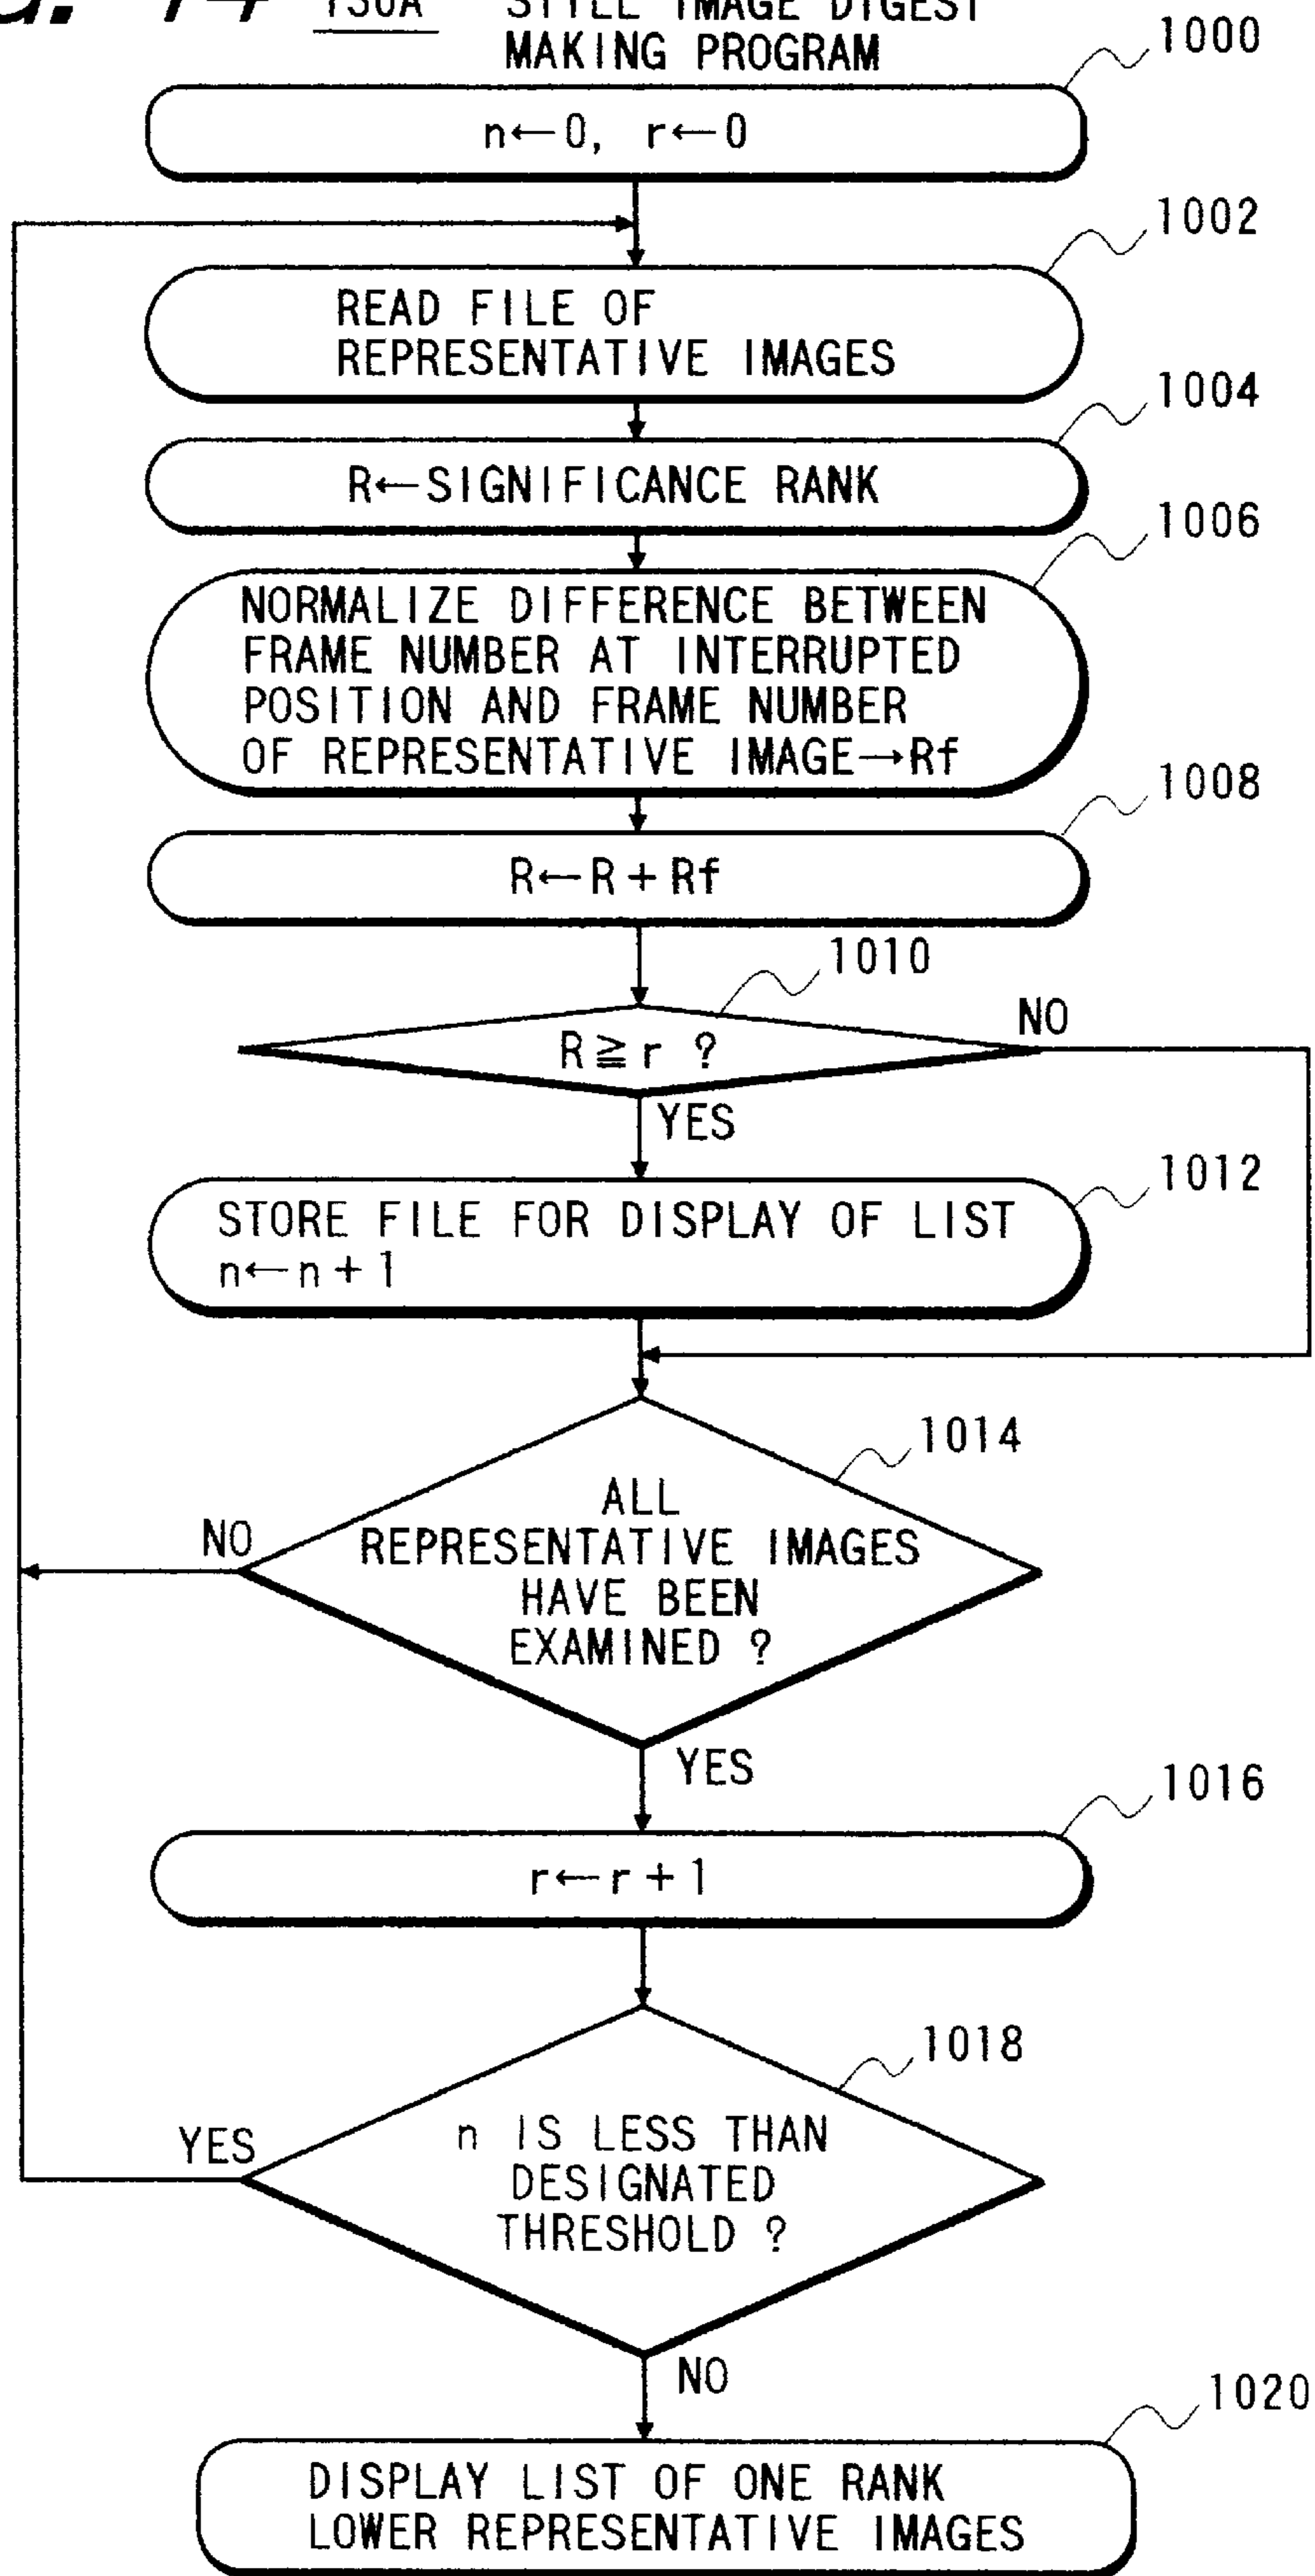 14
130A
STILL IMAGE DIGEST
MAKING PROGRAM
1000
n←0, r←0
1002
READ FILE OF
REPRESENTATIVE IMAGES
1004
R←SIGNIFICANCE RANK
1006
NORMALIZE DIFFERENCE BETWEEN
FRAME NUMBER AT INTERRUPTED
POSITION AND FRAME NUMBER
OF REPRESENTATIVE IMAGE→Rf
1008
R←R+Rf
1010
R≧r ?
NO
YES
1012
STORE FILE FOR DISPLAY OF LIST
n←n+1
1014
ALL
REPRESENTATIVE IMAGES
HAVE BEEN
EXAMINED ?
NO
YES
1016
r←r+1
1018
n IS LESS THAN
DESIGNATED
THRESHOLD ?
YES
NO
1020
DISPLAY LIST OF ONE RANK
LOWER REPRESENTATIVE IMAGES